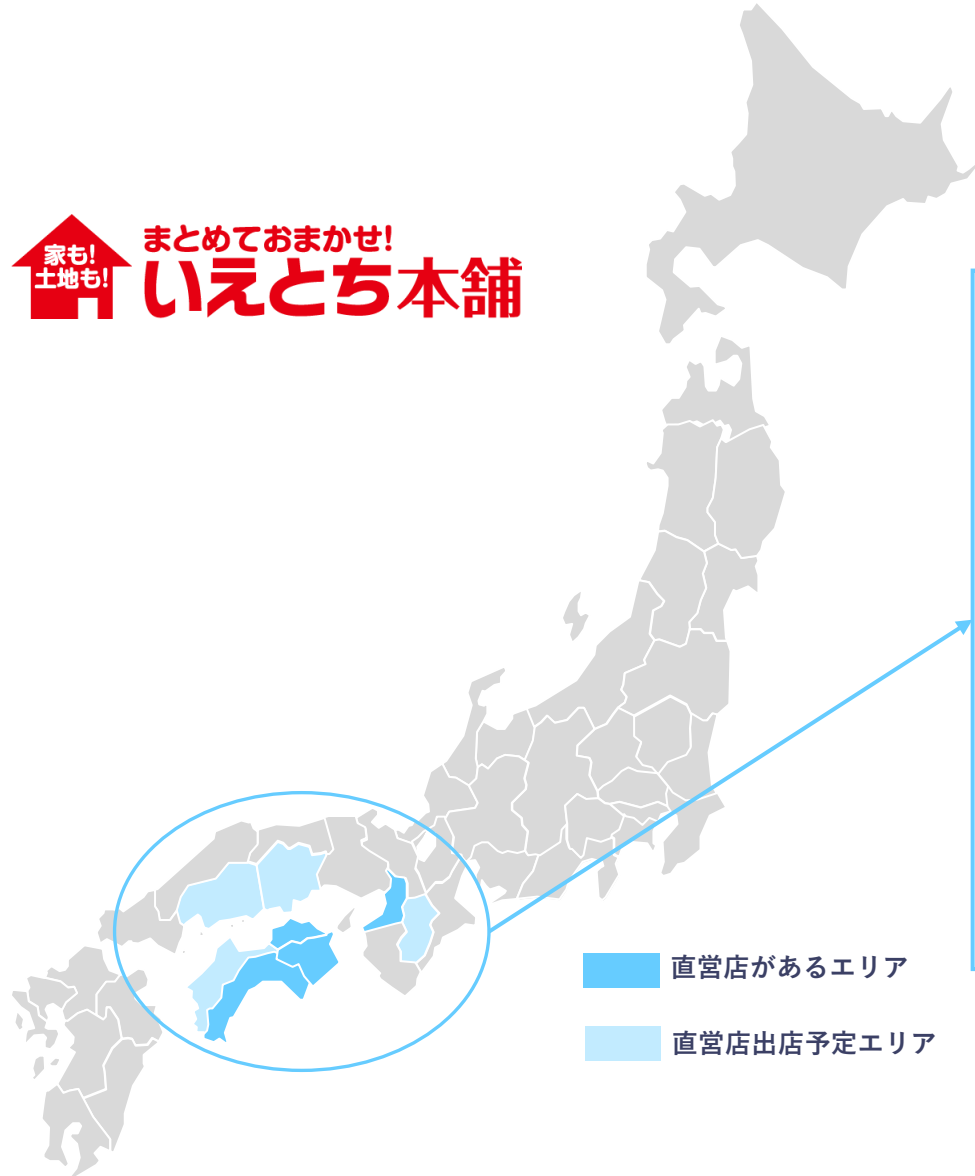 家も!
土地も!
まとめておまかせ!
いえとち本舗
直営店があるエリア
直営店出店予定エリア